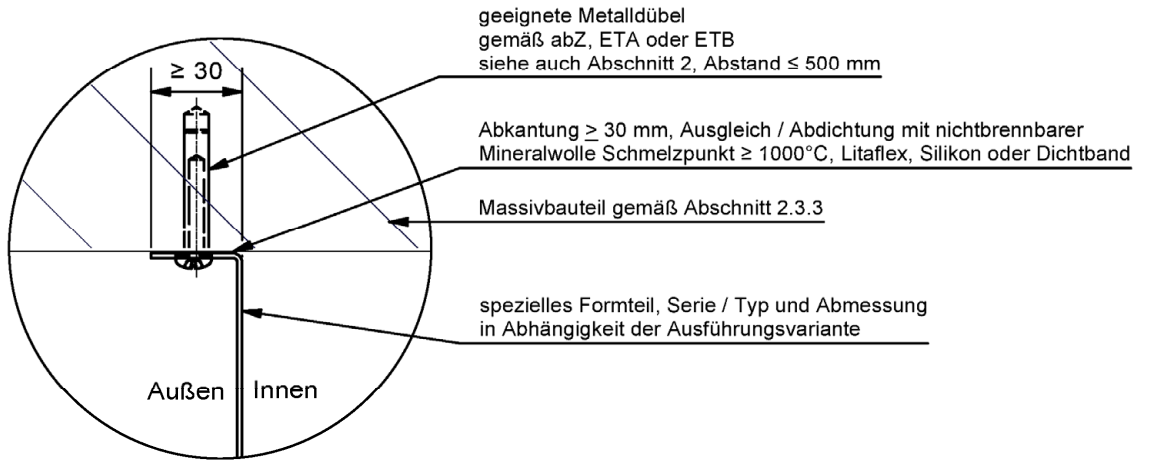 geeignete Metalldübel
gemäß abZ, ETA oder ETB
siehe auch Abschnitt 2, Abstand ≤ 500 mm
≥ 30
Abkantung ≥ 30 mm, Ausgleich / Abdichtung mit nichtbrennbarer
Mineralwolle Schmelzpunkt ≥ 1000°C, Litaflex, Silikon oder Dichtband
Massivbauteil gemäß Abschnitt 2.3.3
spezielles Formteil, Serie / Typ und Abmessung
in Abhängigkeit der Ausführungsvariante
Außen Innen